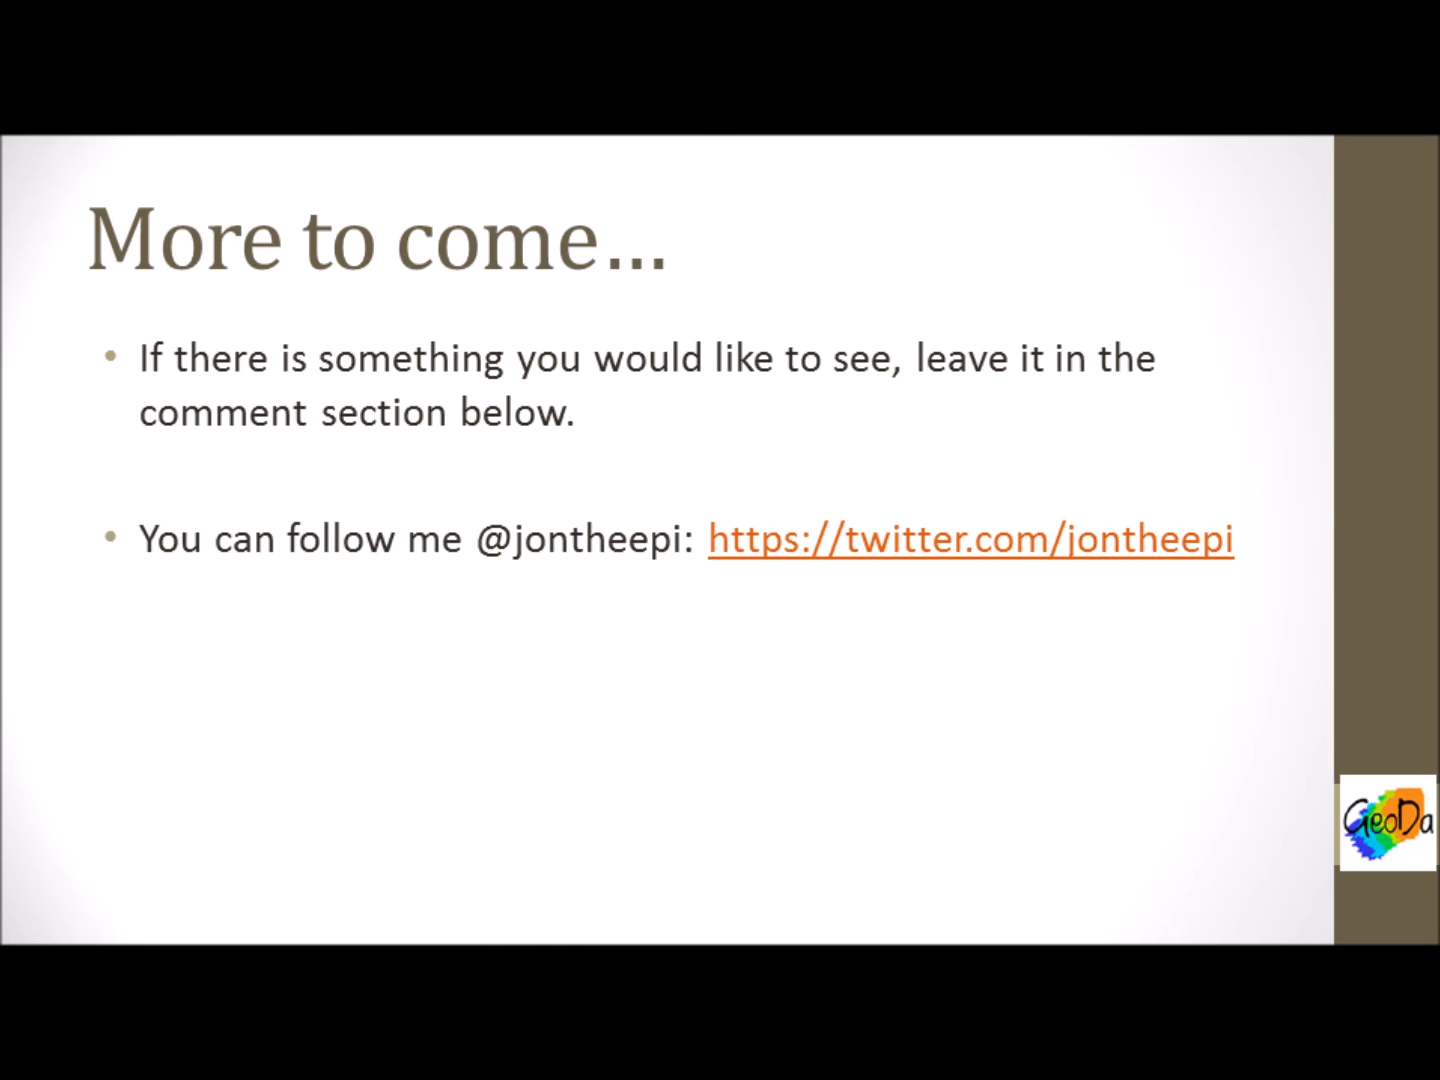 More to come…
• If there is something you would like to see, leave it in the
comment section below.
• You can follow me @jontheepi: https://twitter.com/jontheepi
GeoDa